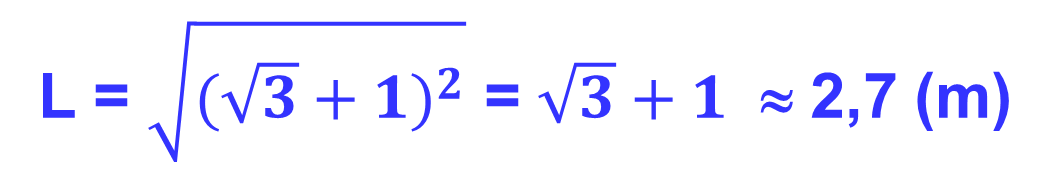 L = √((√3 + 1)²) = √3 + 1 ≈ 2,7 (m)